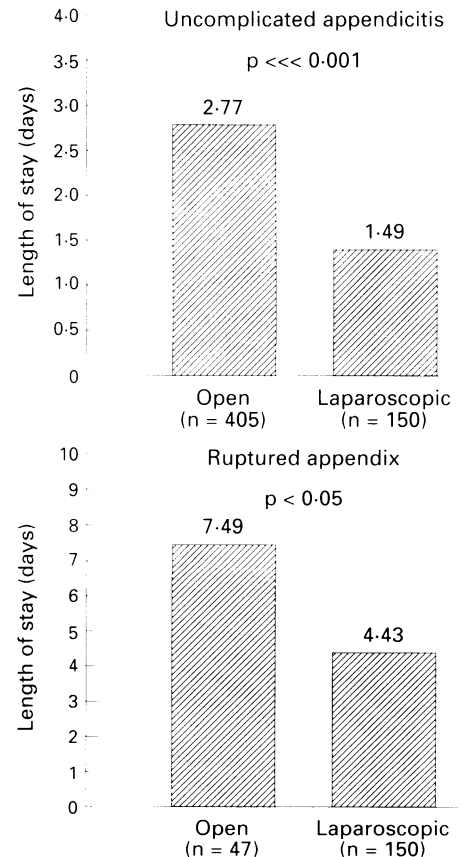 Uncomplicated appendicitis
p <<< 0·001
Length of stay (days)
4·0
3·5
3·0
2·5
2·0
1·5
1·0
0·5
0
2·77
1·49
Open
(n = 405)
Laparoscopic
(n = 150)
Ruptured appendix
p < 0·05
Length of stay (days)
10
9
8
7
6
5
4
3
2
1
0
7·49
4·43
Open
(n = 47)
Laparoscopic
(n = 150)